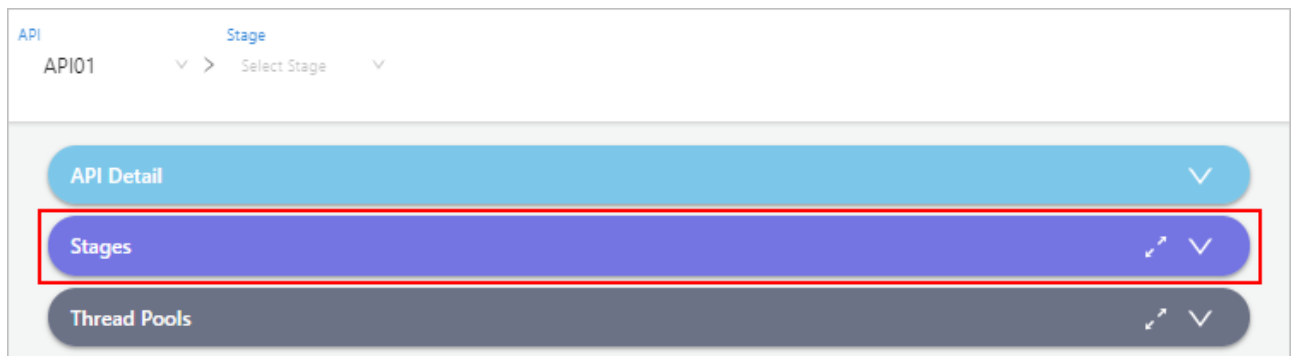 API Stage
API01 > Select Stage
API Detail
Stages
Thread Pools